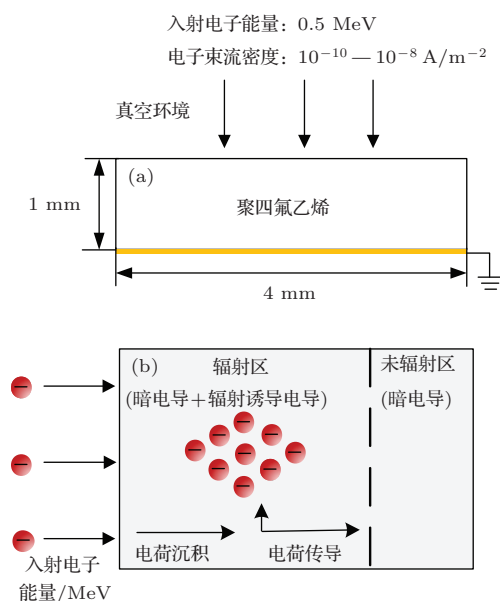 入射电子能量: 0.5 MeV
电子束流密度: 10⁻¹⁰ — 10⁻⁸ A/m⁻²
真空环境
(a)
1 mm
聚四氟乙烯
4 mm
(b)
辐射区
未辐射区
(暗电导+辐射诱导电导)
(暗电导)
电荷沉积
电荷传导
入射电子
能量/MeV